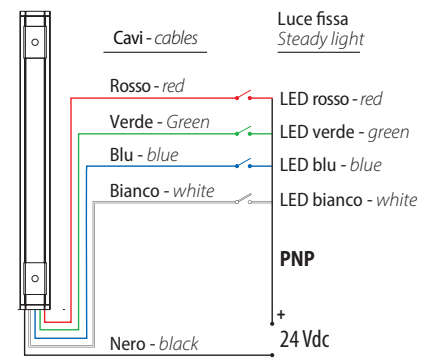 Cavi - cables
Luce fissa
Steady light
Rosso - red
LED rosso - red
Verde - Green
LED verde - green
Blu - blue
LED blu - blue
Bianco - white
LED bianco - white
PNP
+
24 Vdc
Nero - black